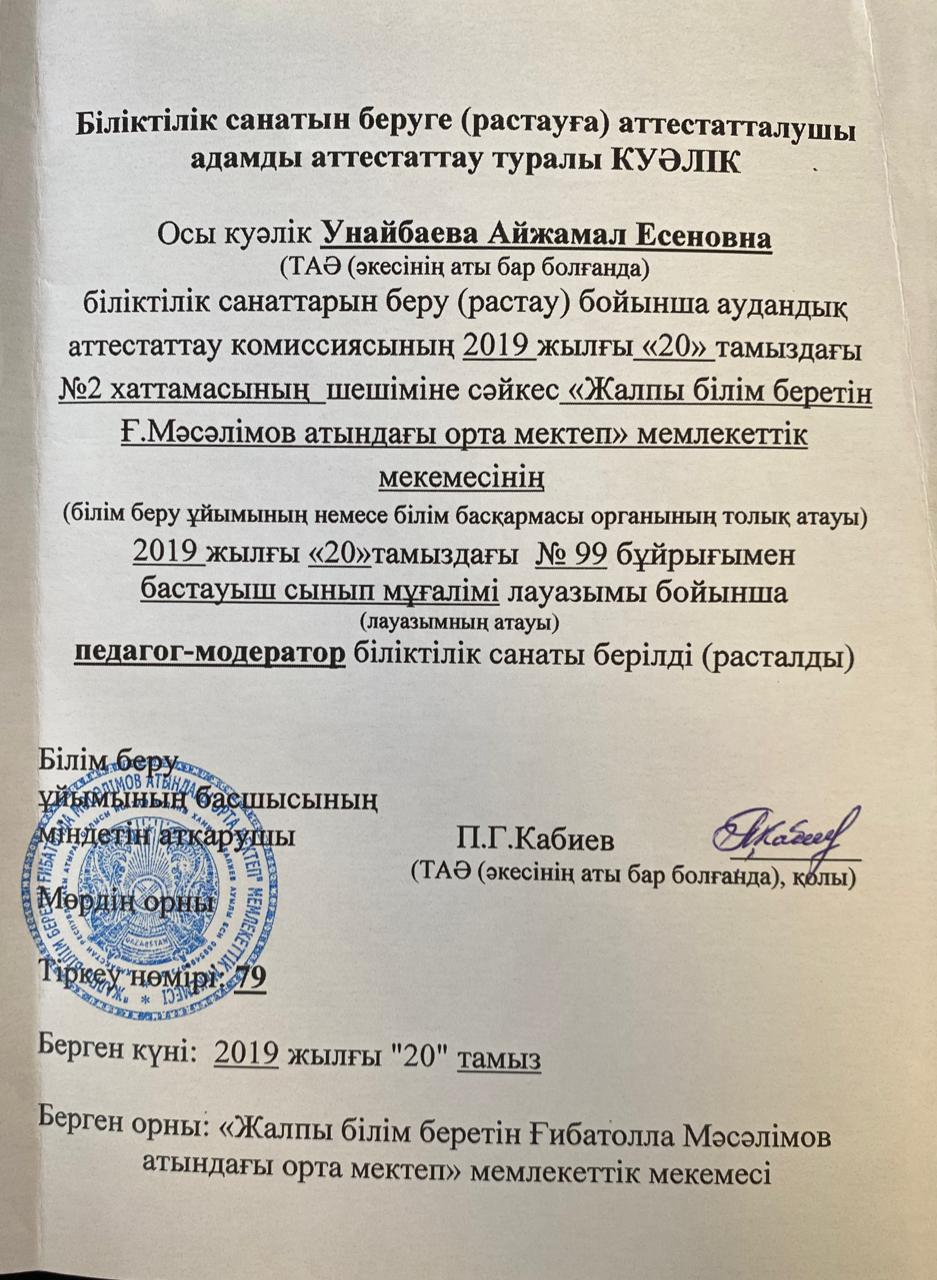 Біліктілік санатын беруге (растауға) аттестатталушы
адамды аттестаттау туралы КУӘЛІК
Осы куәлік Унайбаева Айжамал Есеновна
(ТАӘ (әкесінің аты бар болғанда)
біліктілік санаттарын беру (растау) бойынша аудандық
аттестаттау комиссиясының 2019 жылғы «20» тамыздағы
№2 хаттамасының шешіміне сәйкес «Жалпы білім беретін
Ғ.Мәсәлімов атындағы орта мектеп» мемлекеттік
мекемесінің
(білім беру ұйымының немесе білім басқармасы органының толық атауы)
2019 жылғы «20»тамыздағы № 99 бұйрығымен
бастауыш сынып мұғалімі лауазымы бойынша
(лауазымның атауы)
педагог-модератор біліктілік санаты берілді (расталды)
Білім беру
ұйымының басшысының
міндетін атқарушы
П.Г.Кабиев
(ТАӘ (әкесінің аты бар болғанда), қолы)
Мөрдің орны
QAZAQSTAN
Тіркеу нөмірі: 79
Берген күні: 2019 жылғы "20" тамыз
Берген орны: «Жалпы білім беретін Ғибатолла Мәсәлімов
атындағы орта мектеп» мемлекеттік мекемесі